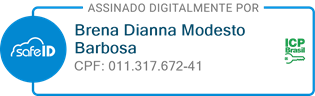 ASSINADO DIGITALMENTE POR
safeID
Brena Dianna Modesto
Barbosa
CPF: 011.317.672-41
ICP
Brasil